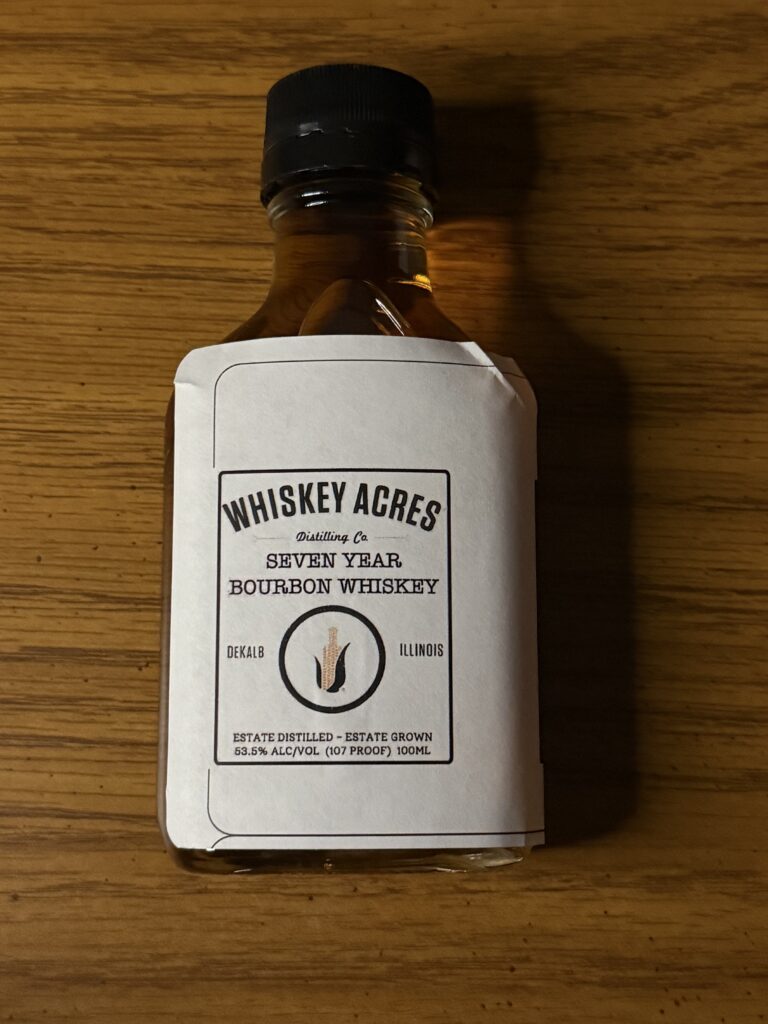 WHISKEY ACRES
Distilling Co
SEVEN YEAR
BOURBON WHISKEY
DEKALB ILLINOIS
ESTATE DISTILLED ~ ESTATE GROWN
53.5% ALC/VOL (107 PROOF) 100ML